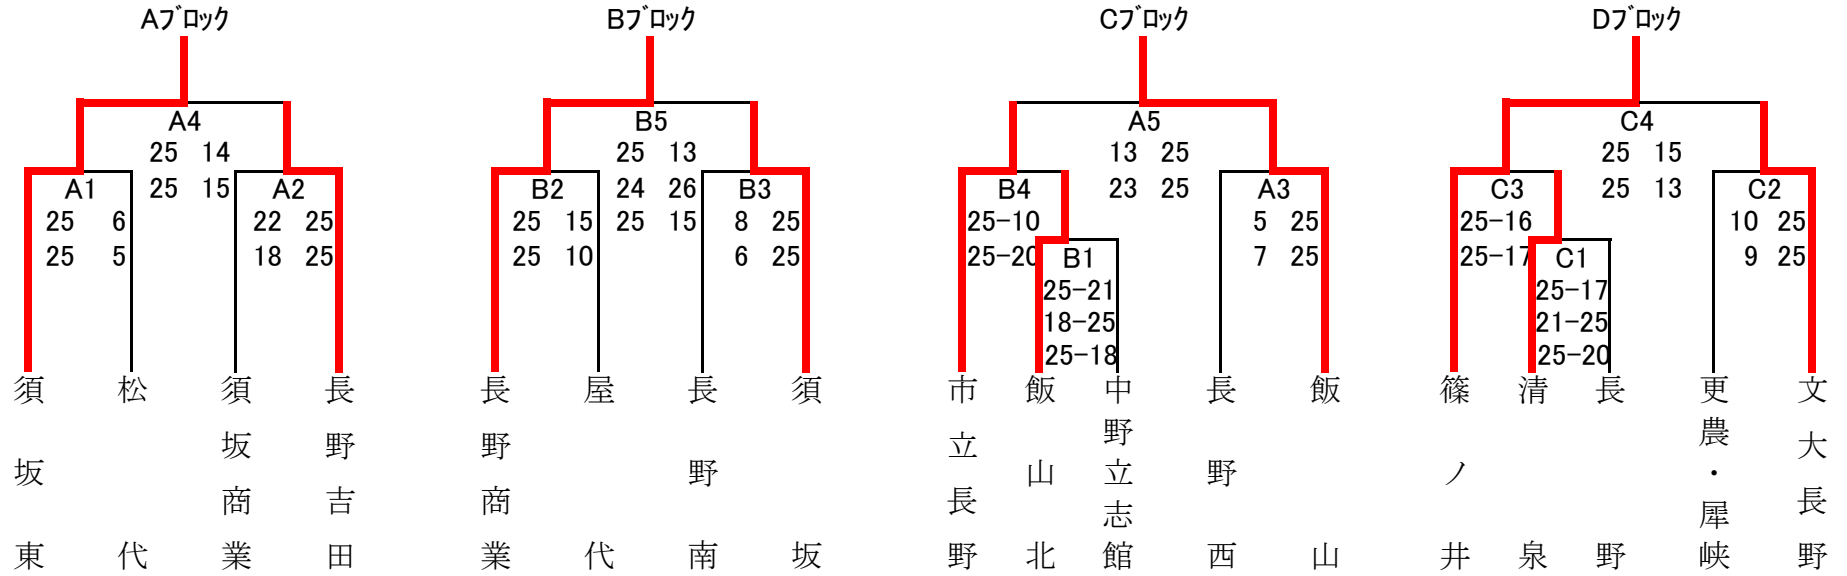 Aﾌﾞﾛｯｸ
Bﾌﾞﾛｯｸ
Cﾌﾞﾛｯｸ
Dﾌﾞﾛｯｸ
A4
25 14
25 15
A1
25 6
25 5
A2
22 25
18 25
須坂東
松代
須坂商業
長野吉田
B5
25 13
24 26
25 15
B2
25 15
25 10
B3
8 25
6 25
長野商業
屋代
長野南
須坂
A5
13 25
23 25
B4
25-10
25-20
B1
25-21
18-25
25-18
A3
5 25
7 25
市立長野
飯山北
中野立志館
長野西
飯山
C4
25 15
25 13
C3
25-16
25-17
C1
25-17
21-25
25-20
C2
10 25
9 25
篠ノ井
清泉
長野
更農・犀峡
文大長野